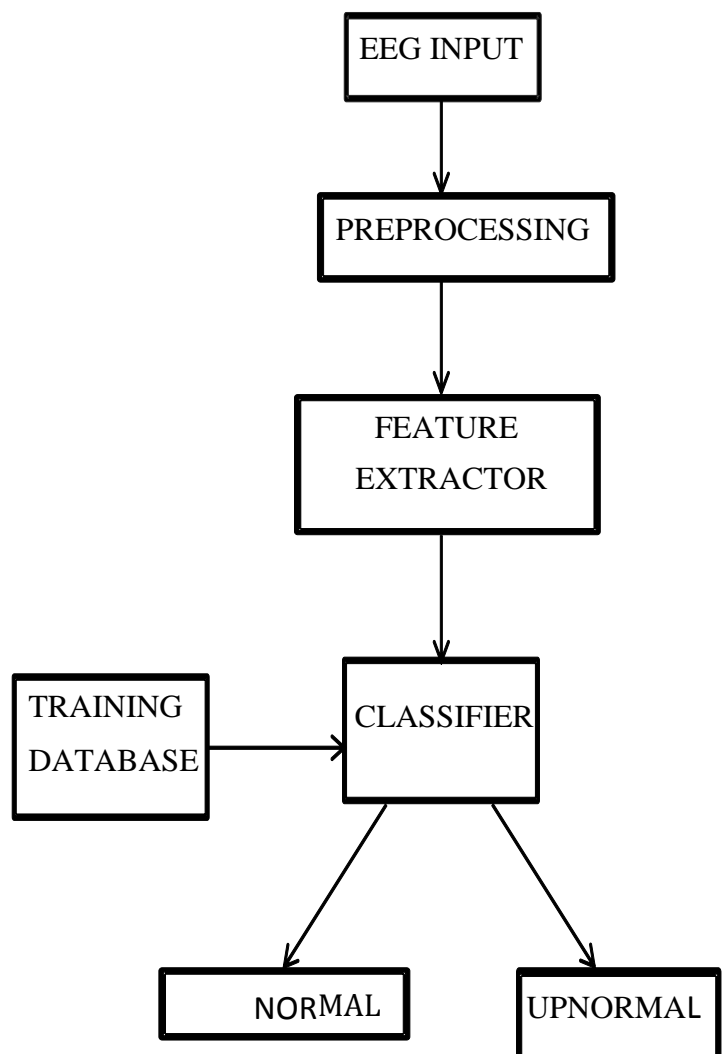 EEG INPUT
PREPROCESSING
FEATURE
EXTRACTOR
TRAINING
DATABASE
CLASSIFIER
NORMAL
UPNORMAL